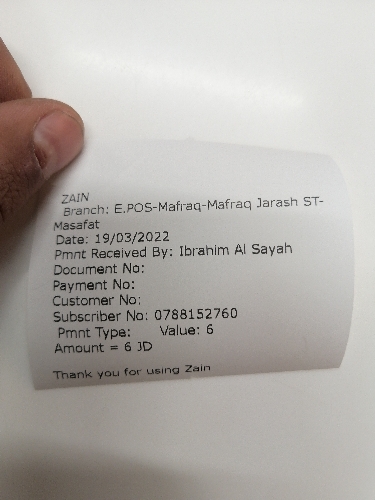 ZAIN
Branch: E.POS-Mafraq-Mafraq Jarash ST-
Masafat
Date: 19/03/2022
Pmnt Received By: Ibrahim Al Sayah
Document No:
Payment No:
Customer No:
Subscriber No: 0788152760
Pmnt Type: Value: 6
Amount = 6 JD
Thank you for using Zain